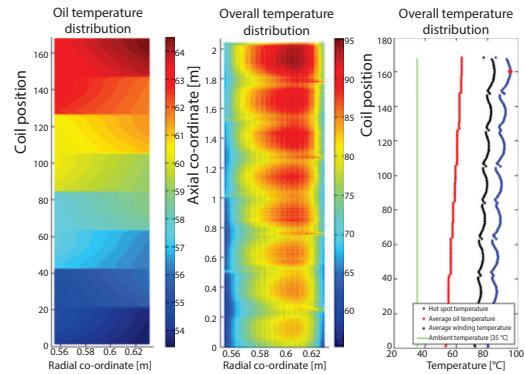 Oil temperature
distribution
Overall temperature
distribution
Overall temperature
distribution
Coil position
160
140
120
100
80
60
40
20
0
0.56 0.58 0.6 0.62
Radial co-ordinate [m]
64
63
62
61
60
59
58
57
56
55
54
Axial co-ordinate [m]
2
1.8
1.6
1.4
1.2
1
0.8
0.6
0.4
0.2
0.56 0.58 0.6 0.62
Radial co-ordinate [m]
95
90
85
80
75
70
65
60
Coil position
180
160
140
120
100
80
60
40
20
0
Hot spot temperature
Average oil temperature
Average winding temperature
Ambient temperature [35 °C]
20 40 60 80 100
Temperature [°C]